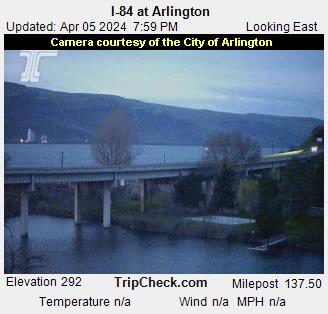 I-84 at Arlington
Updated: Apr 05 2024 7:59 PM Looking East
Camera courtesy of the City of Arlington
Elevation 292 TripCheck.com Milepost 137.50
Temperature n/a Wind n/a MPH n/a